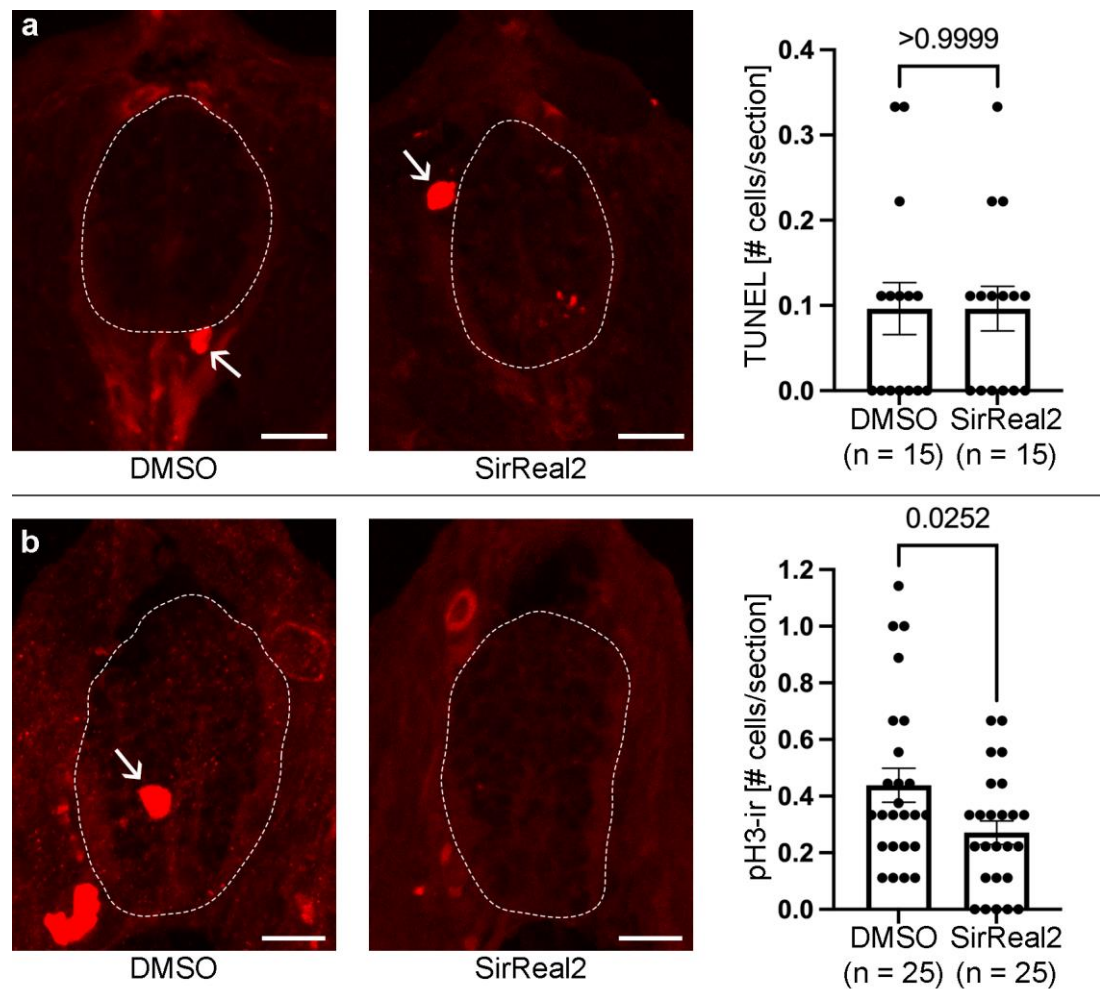 a
DMSO
SirReal2
>0.9999
TUNEL [# cells/section]
0.4
0.3
0.2
0.1
0.0
DMSO SirReal2
(n = 15) (n = 15)
b
DMSO
SirReal2
0.0252
pH3-ir [# cells/section]
1.2
1.0
0.8
0.6
0.4
0.2
0.0
DMSO SirReal2
(n = 25) (n = 25)